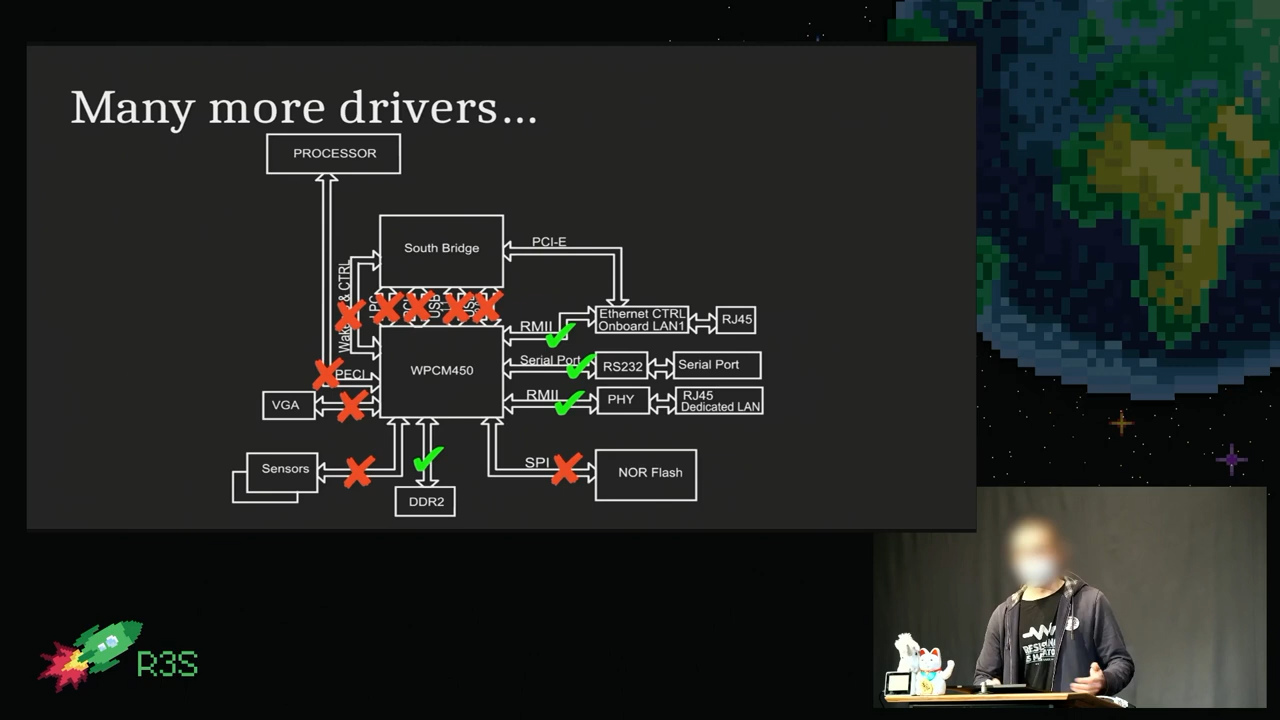 Many more drivers...
PROCESSOR
South Bridge
PCI-E
& CTRL
Ethernet CTRL
Onboard LAN1
RJ45
RMII
Serial Port
RS232
Serial Port
WPCM450
PECI
RMII
PHY
RJ45
Dedicated LAN
VGA
Sensors
SPI
NOR Flash
DDR2
R3S